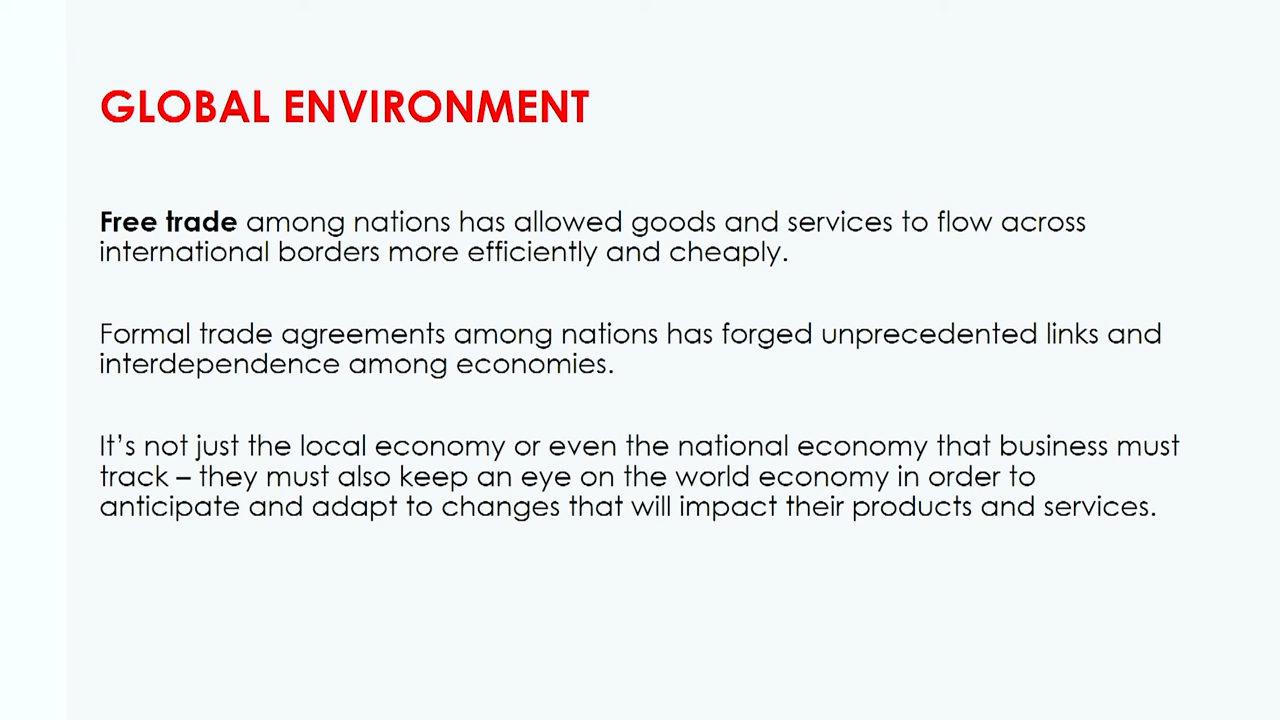 GLOBAL ENVIRONMENT
Free trade among nations has allowed goods and services to flow across
international borders more efficiently and cheaply.
Formal trade agreements among nations has forged unprecedented links and
interdependence among economies.
It’s not just the local economy or even the national economy that business must
track – they must also keep an eye on the world economy in order to
anticipate and adapt to changes that will impact their products and services.